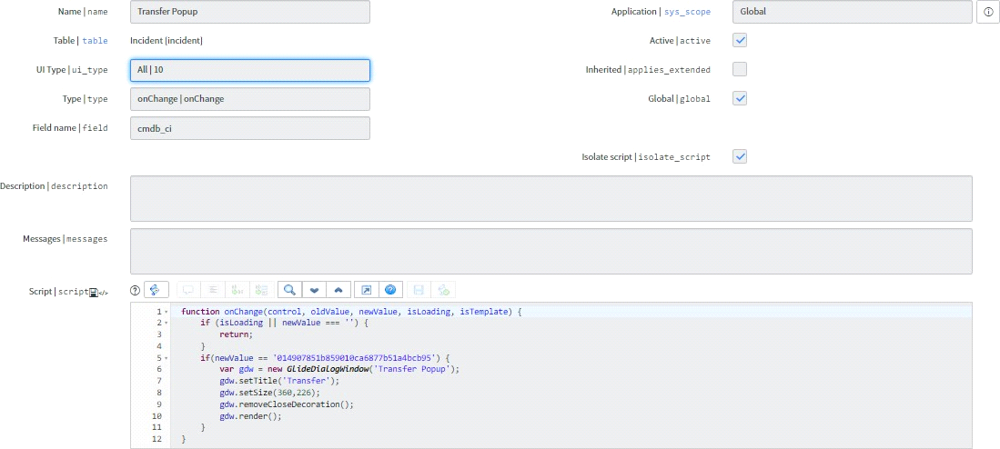 Name | name Transfer Popup Application | sys_scope Global
Table | table Incident [incident] Active | active
UI Type | ui_type All | 10 Inherited | applies_extended
Type | type onChange | onChange Global | global
Field name | field cmdb_ci
Isolate script | isolate_script
Description | description
Messages | messages
Script | script </>
1 function onChange(control, oldValue, newValue, isLoading, isTemplate) {
2 if (isLoading || newValue === '') {
3 return;
4 }
5 if(newValue == '014907851b859010ca6877b51a4bcb95') {
6 var gdw = new GlideDialogWindow('Transfer Popup');
7 gdw.setTitle('Transfer');
8 gdw.setSize(360,226);
9 gdw.removeCloseDecoration();
10 gdw.render();
11 }
12 }